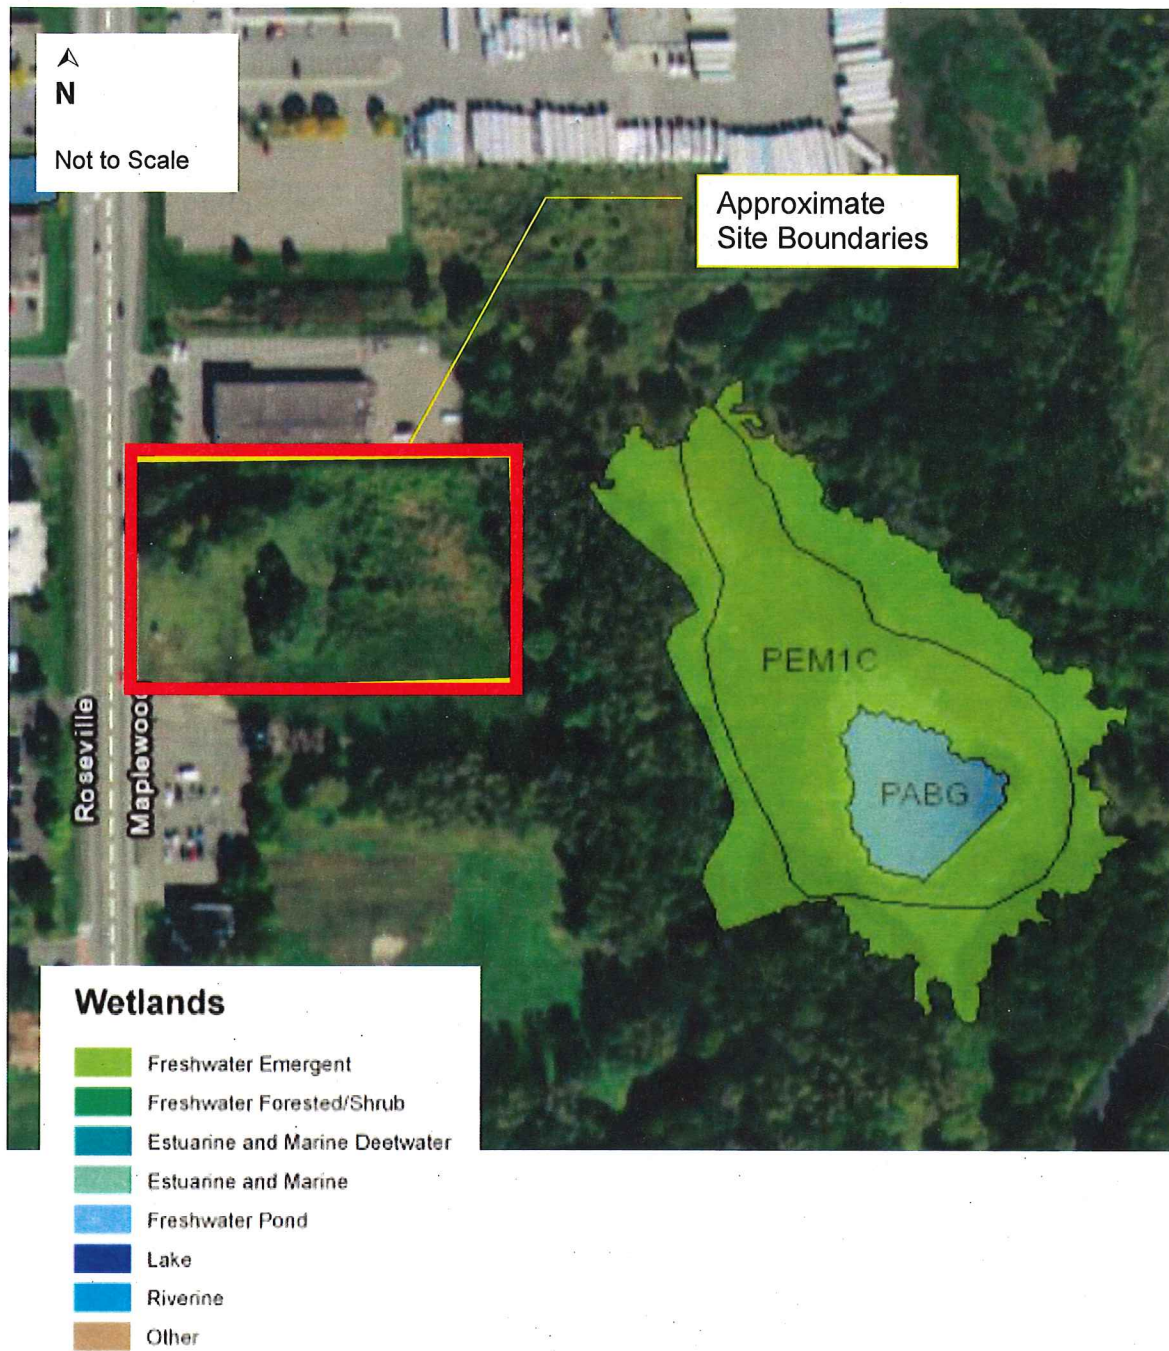 N
Not to Scale
Approximate
Site Boundaries
PEM1C
PABG
Roseville
Maplewood
Wetlands
Freshwater Emergent
Freshwater Forested/Shrub
Estuarine and Marine Deetwater
Estuarine and Marine
Freshwater Pond
Lake
Riverine
Other